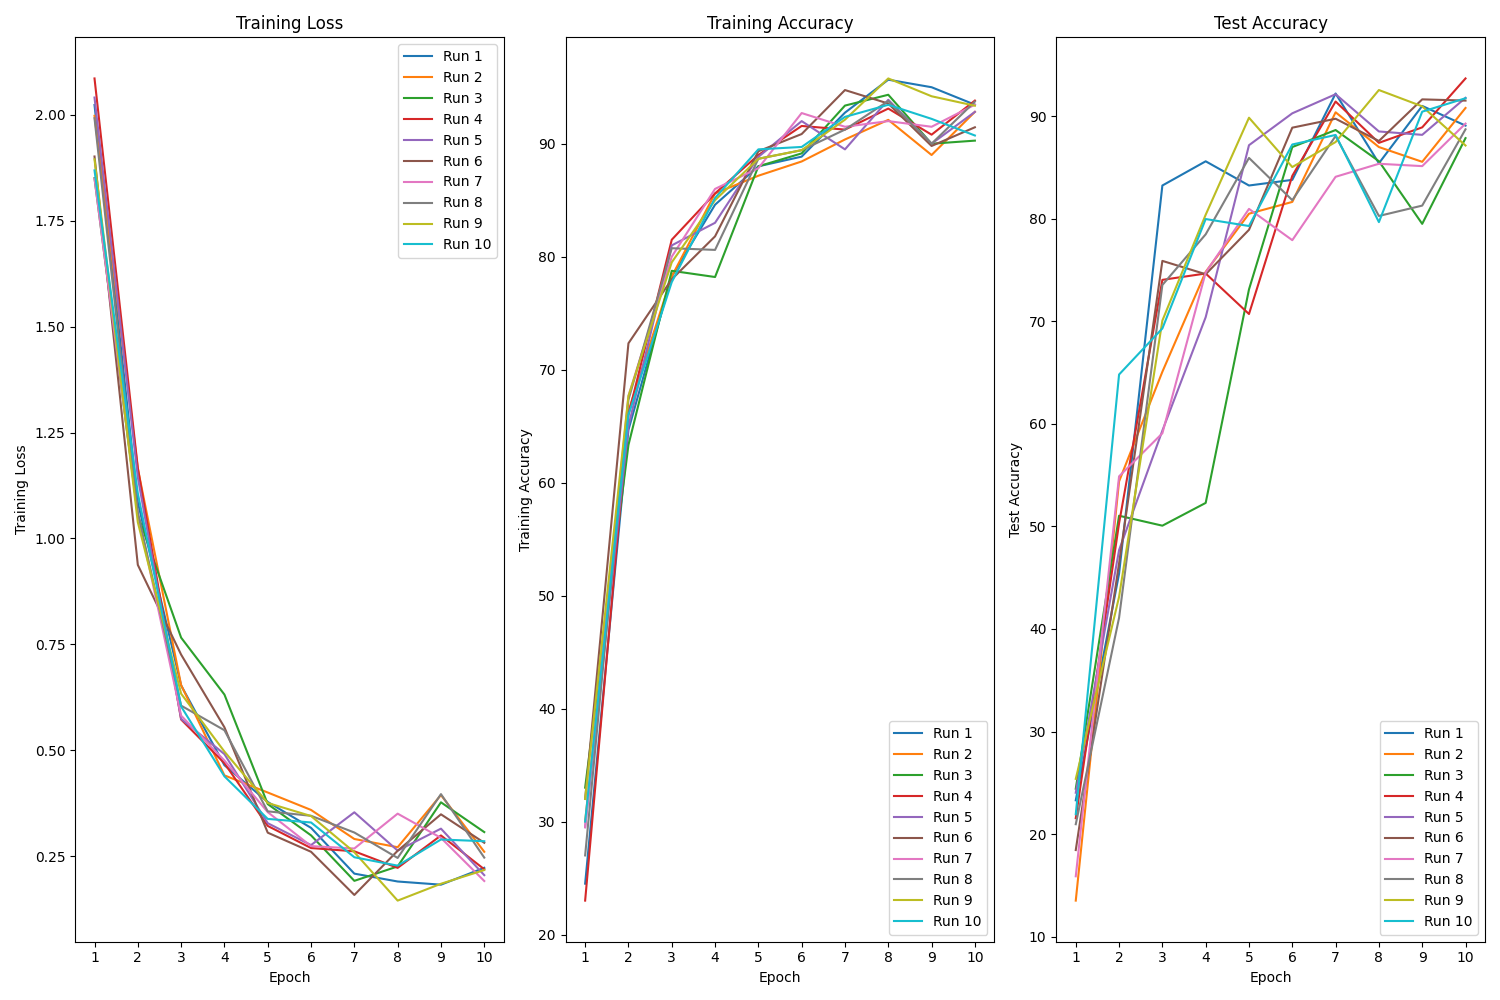 Training Loss
Training Loss
2.00
1.75
1.50
1.25
1.00
0.75
0.50
0.25
1 2 3 4 5 6 7 8 9 10
Epoch
Run 1
Run 2
Run 3
Run 4
Run 5
Run 6
Run 7
Run 8
Run 9
Run 10
Training Accuracy
Training Accuracy
90
80
70
60
50
40
30
20
1 2 3 4 5 6 7 8 9 10
Epoch
Run 1
Run 2
Run 3
Run 4
Run 5
Run 6
Run 7
Run 8
Run 9
Run 10
Test Accuracy
Test Accuracy
90
80
70
60
50
40
30
20
10
1 2 3 4 5 6 7 8 9 10
Epoch
Run 1
Run 2
Run 3
Run 4
Run 5
Run 6
Run 7
Run 8
Run 9
Run 10